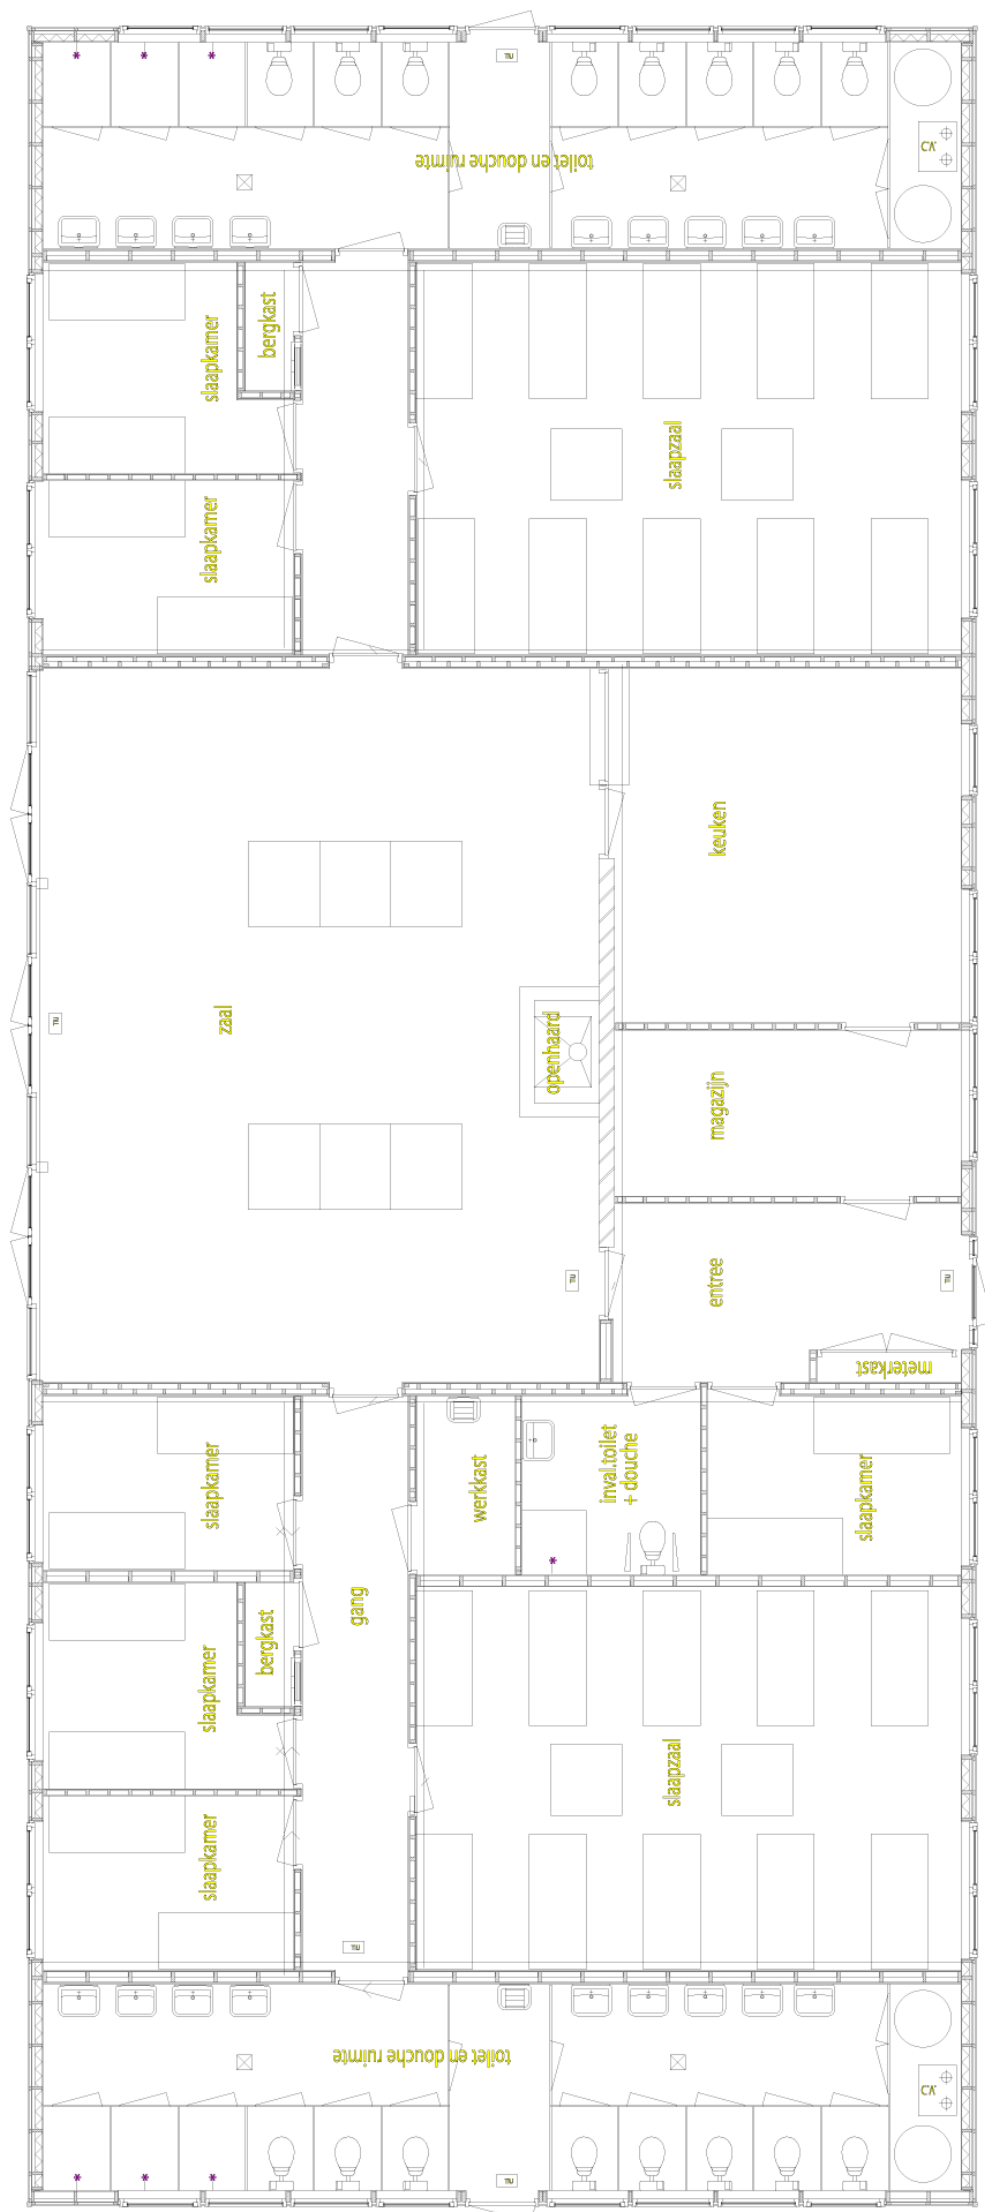 toilet en douche ruimte
CV.
bergkast
slaapkamer
slaapzaal
slaapkamer
keuken
zaal
openhaard
magazijn
entree
meterkast
slaapkamer
werkkast
inval.toilet
+ douche
slaapkamer
gang
bergkast
slaapkamer
slaapzaal
slaapkamer
toilet en douche ruimte
CV.